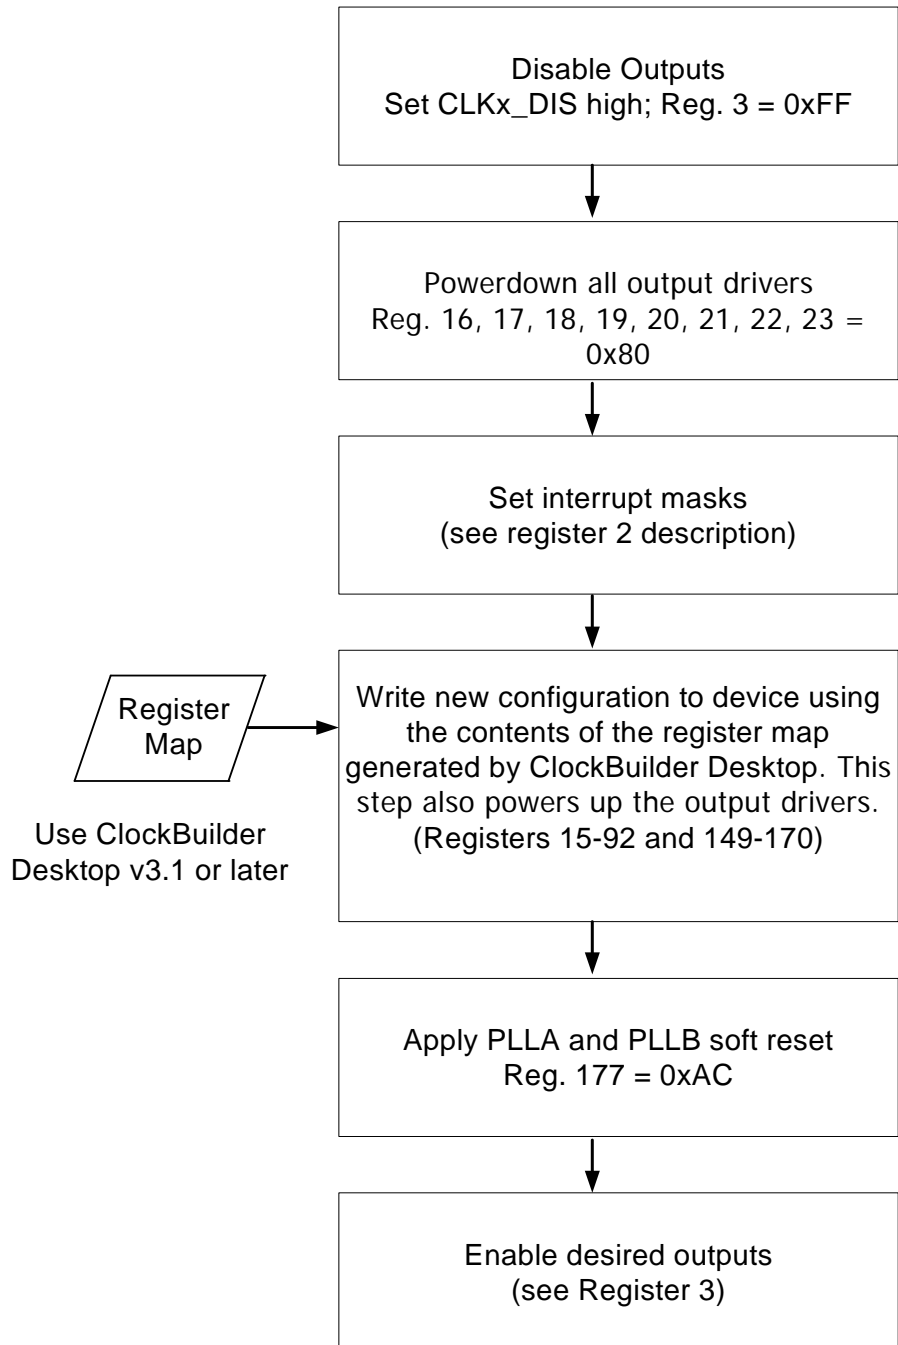 Disable Outputs
Set CLKx_DIS high; Reg. 3 = 0xFF
Powerdown all output drivers
Reg. 16, 17, 18, 19, 20, 21, 22, 23 =
0x80
Set interrupt masks
(see register 2 description)
Register
Map
Use ClockBuilder
Desktop v3.1 or later
Write new configuration to device using
the contents of the register map
generated by ClockBuilder Desktop. This
step also powers up the output drivers.
(Registers 15-92 and 149-170)
Apply PLLA and PLLB soft reset
Reg. 177 = 0xAC
Enable desired outputs
(see Register 3)